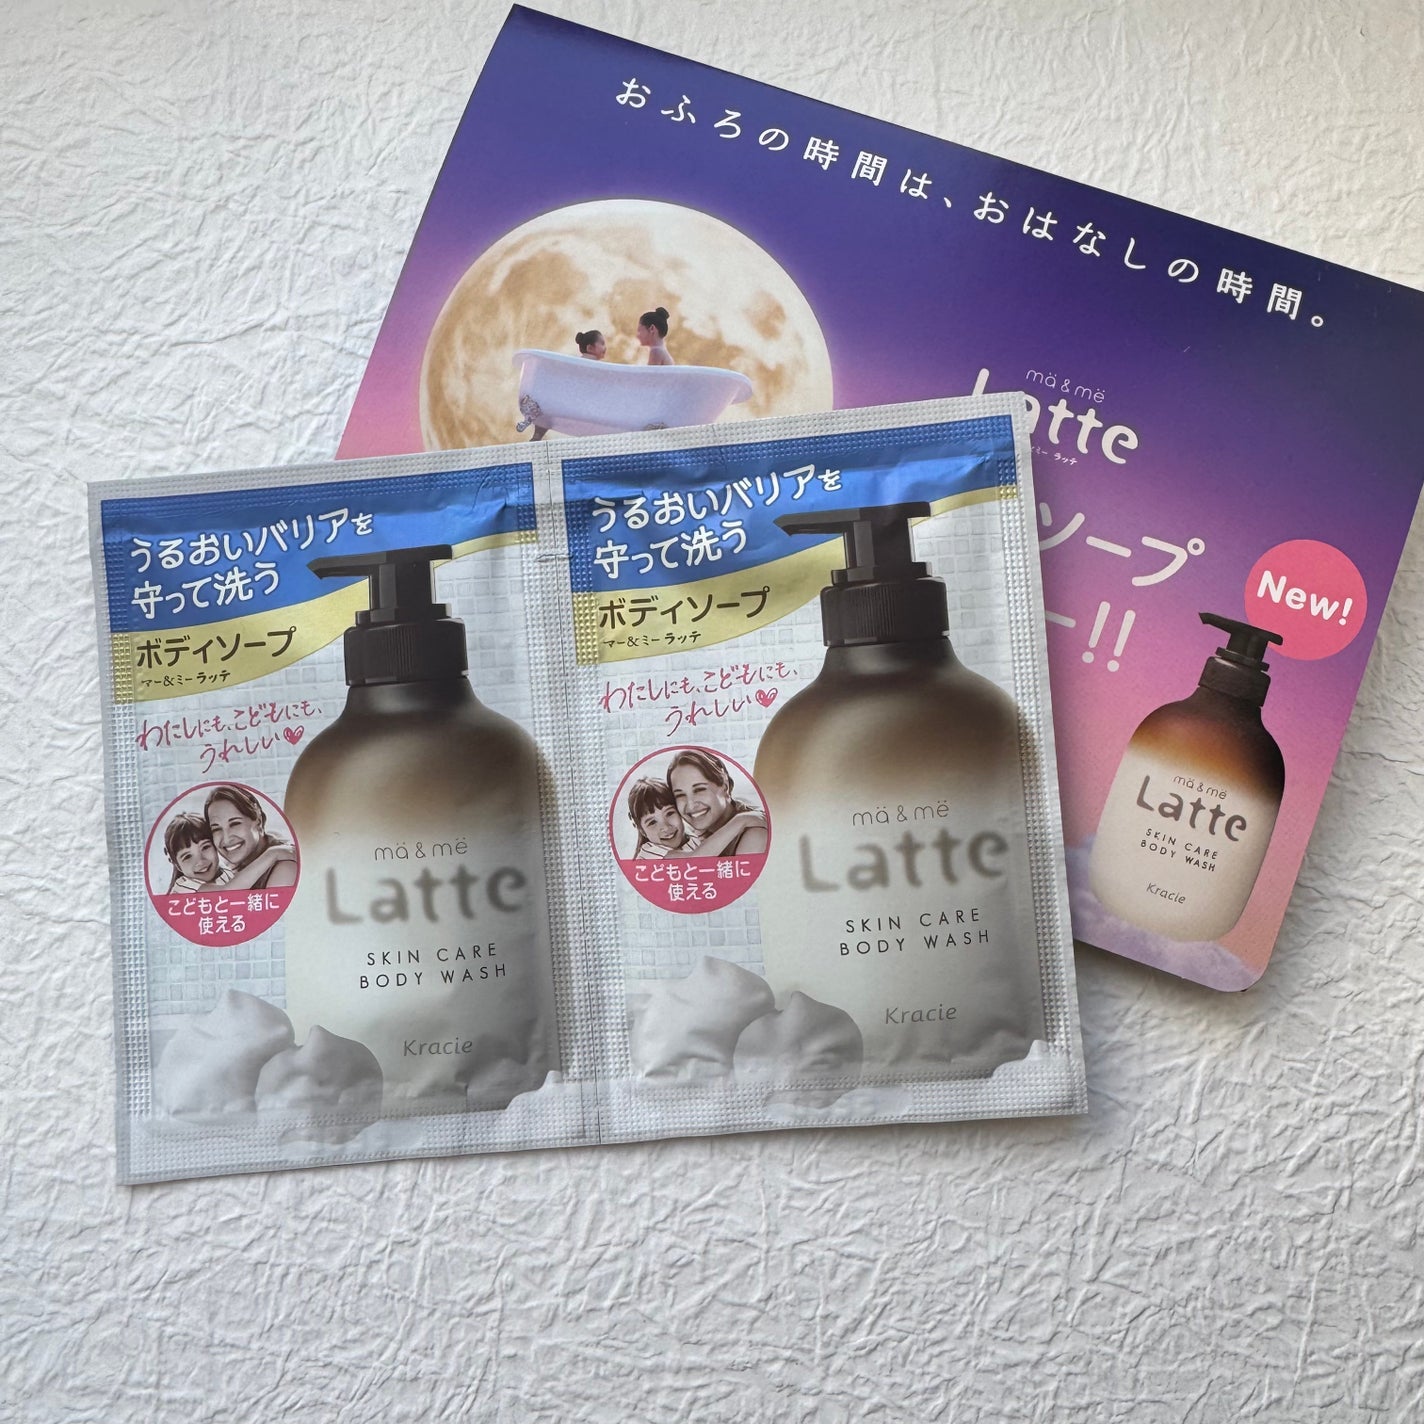 おふろの時間は、おはなしの時間。
mä & më
Latte
ミー ラッテ
ソープ
ー!!
New!
mä & më
Latte
SKIN CARE
BODY WASH
Kracie
うるおいバリアを
守って洗う
ボディソープ
マー&ミー ラッテ
わたしにも、こどもにも、
うれしい♥
こどもと一緒に
使える
mä & më
Latte
SKIN CARE
BODY WASH
Kracie
うるおいバリアを
守って洗う
ボディソープ
マー&ミー ラッテ
わたしにも、こどもにも、
うれしい♥
こどもと一緒に
使える
mä & më
Latte
SKIN CARE
BODY WASH
Kracie